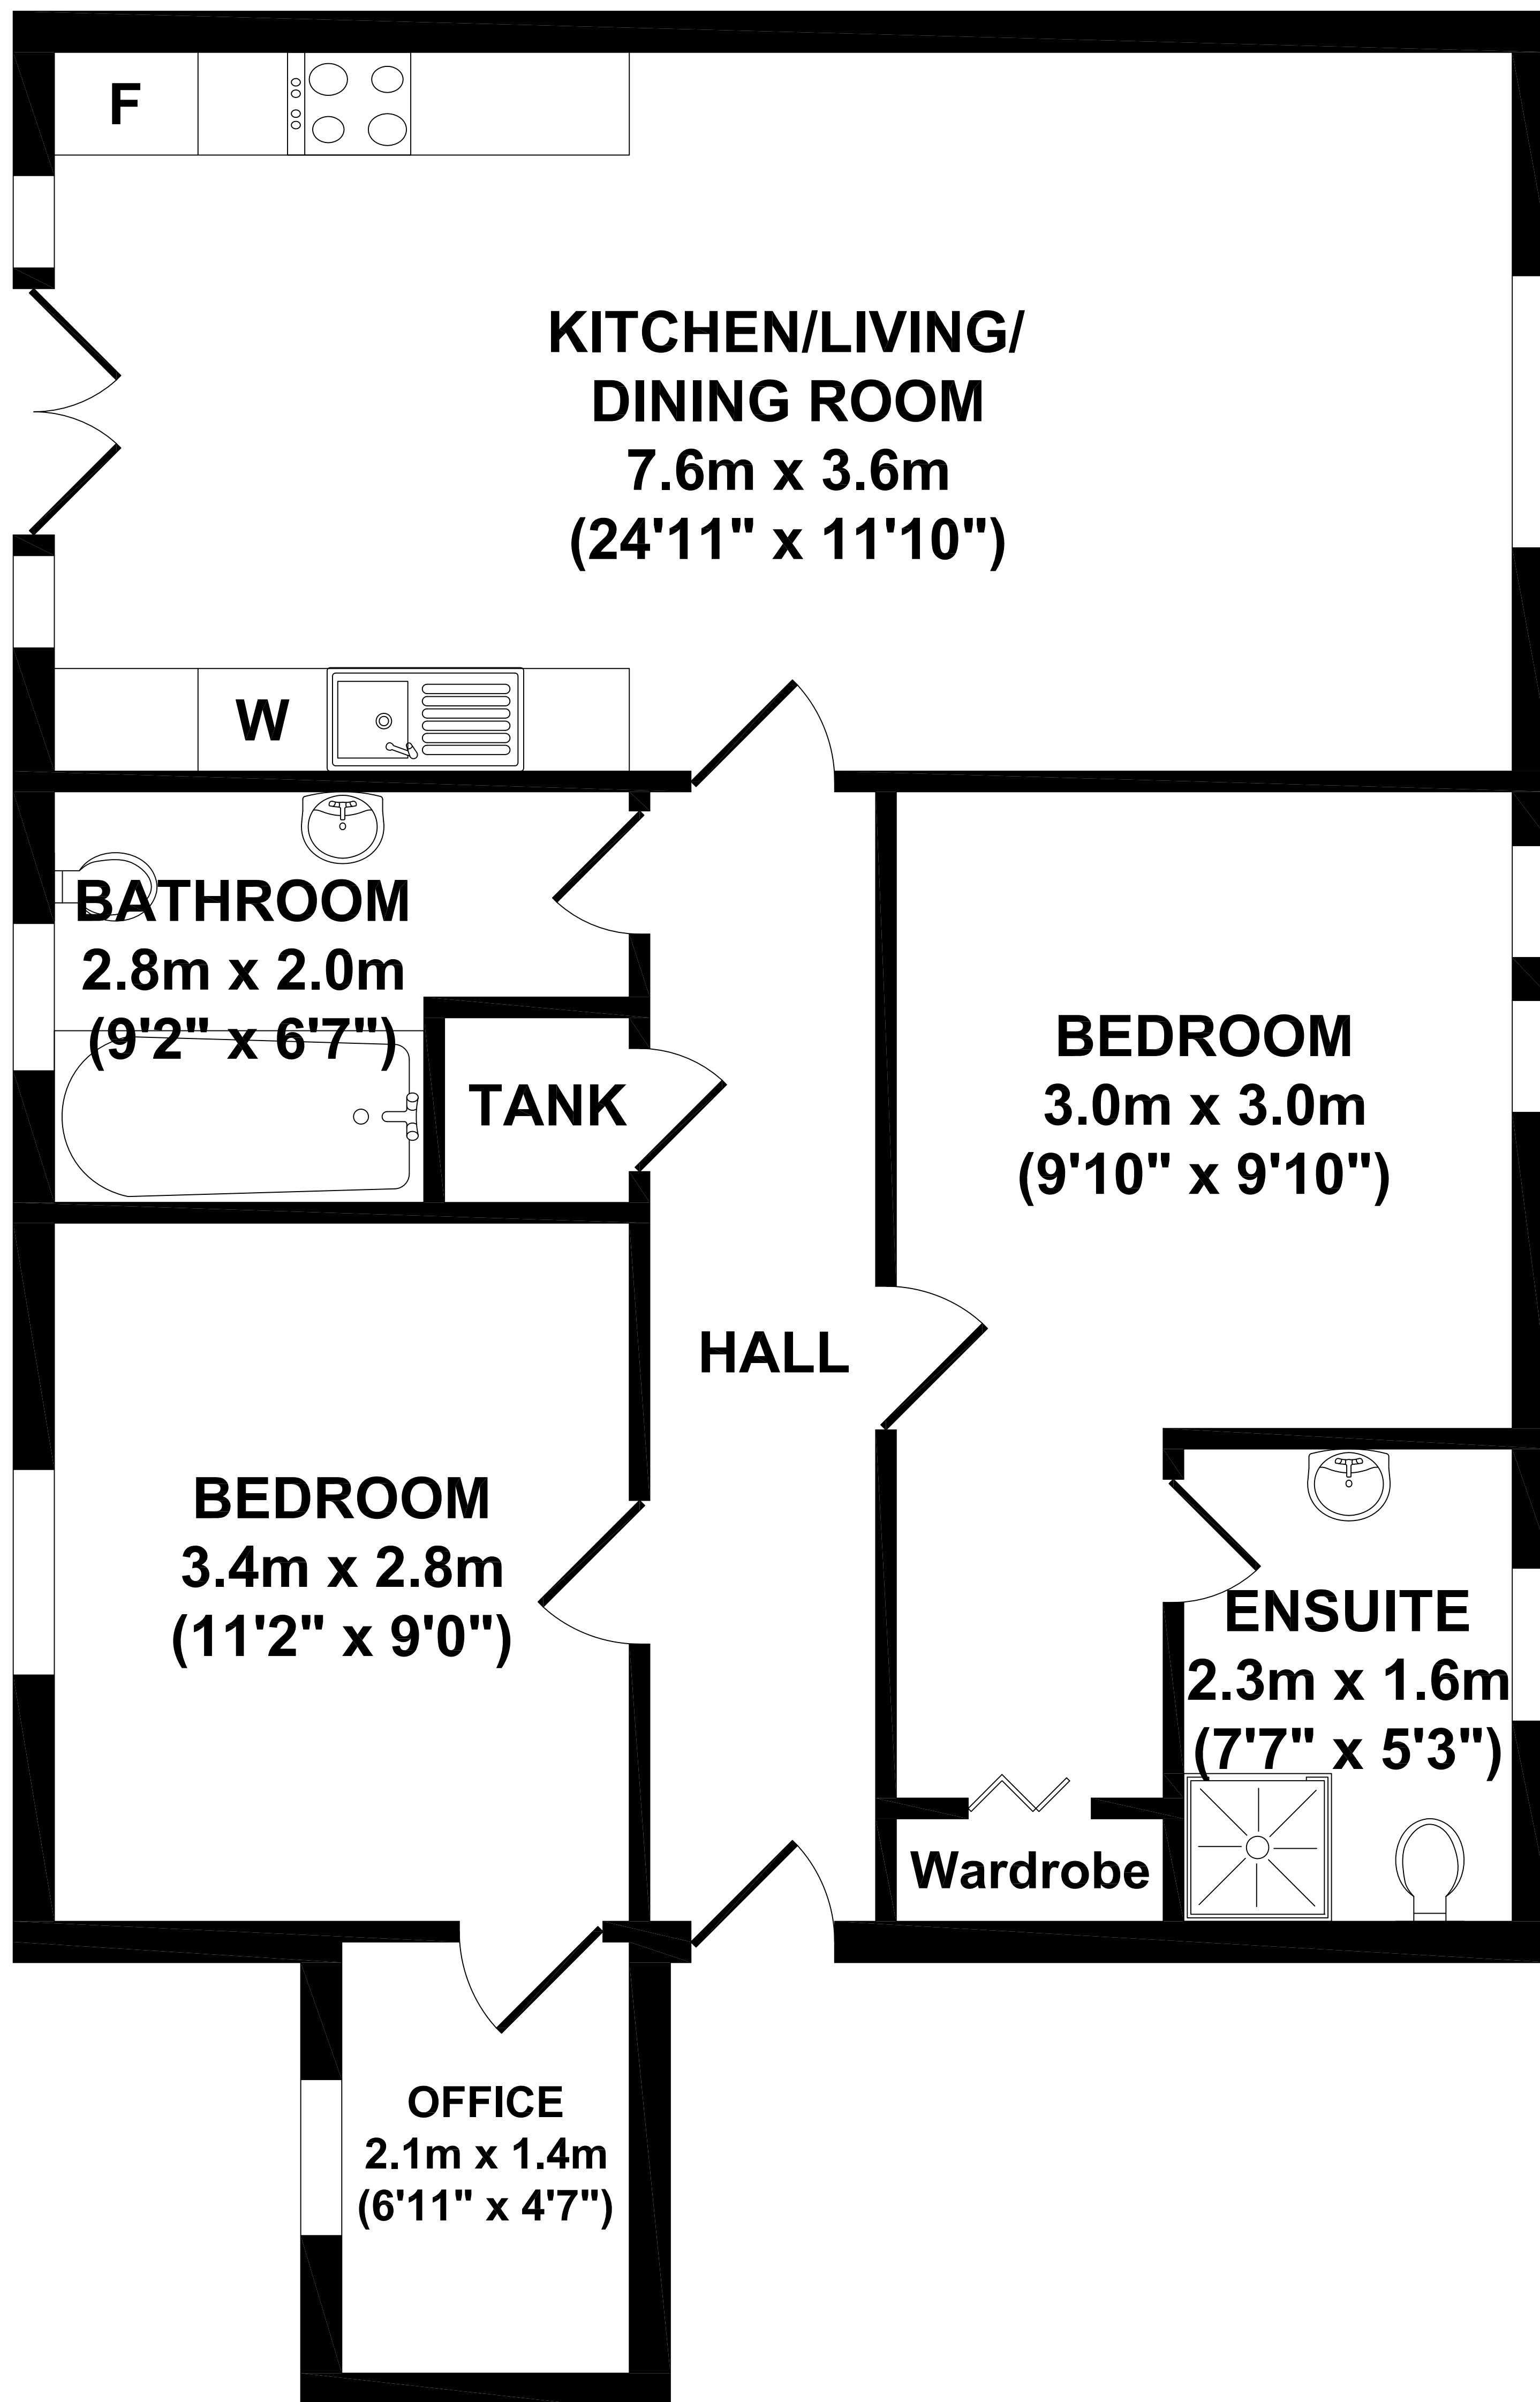 F
KITCHEN/LIVING/
DINING ROOM
7.6m x 3.6m
(24'11" x 11'10")
W
BATHROOM
2.8m x 2.0m
(9'2" x 6'7")
TANK
BEDROOM
3.0m x 3.0m
(9'10" x 9'10")
HALL
BEDROOM
3.4m x 2.8m
(11'2" x 9'0")
ENSUITE
2.3m x 1.6m
(7'7" x 5'3")
Wardrobe
OFFICE
2.1m x 1.4m
(6'11" x 4'7")